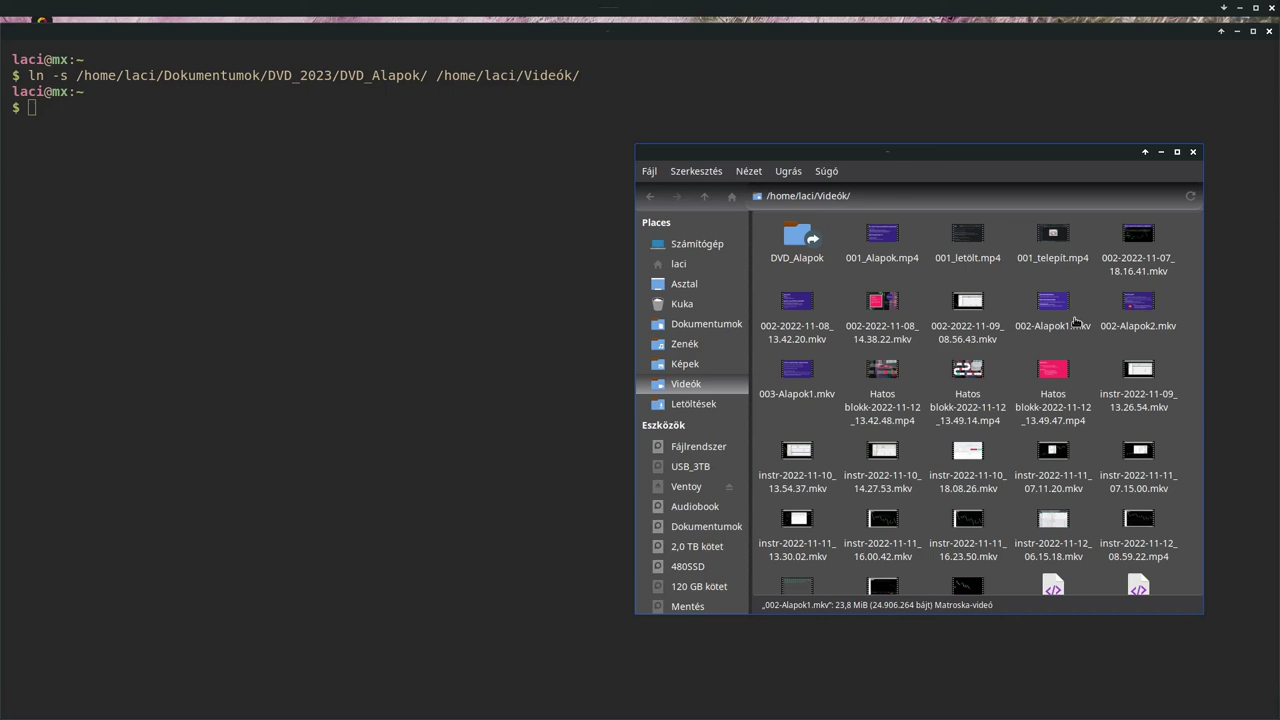 laci@mx:~
$ ln -s /home/laci/Dokumentumok/DVD_2023/DVD_Alapok/ /home/laci/Videók/
laci@mx:~
$
Fájl Szerkesztés Nézet Ugrás Súgó
/home/laci/Videók/
Places
Számítógép
laci
Asztal
Kuka
Dokumentumok
Zenék
Képek
Videók
Letöltések
Eszközök
Fájlrendszer
USB_3TB
Ventoy
Audiobook
Dokumentumok
2,0 TB kötet
480SSD
120 GB kötet
Mentés
DVD_Alapok 001_Alapok.mp4 001_letölt.mp4 001_telepít.mp4 002-2022-11-07_
18.16.41.mkv
002-2022-11-08_ 002-2022-11-08_ 002-2022-11-09_ 002-Alapok1.mkv 002-Alapok2.mkv
13.42.20.mkv 14.38.22.mkv 08.56.43.mkv
003-Alapok1.mkv Hatos Hatos Hatos instr-2022-11-09_
blokk-2022-11-12 blokk-2022-11-12 blokk-2022-11-12 13.26.54.mkv
_13.42.48.mp4 _13.49.14.mp4 _13.49.47.mp4
instr-2022-11-10_ instr-2022-11-10_ instr-2022-11-10_ instr-2022-11-11_ instr-2022-11-11_
13.54.37.mkv 14.27.53.mkv 18.08.26.mkv 07.11.20.mkv 07.15.00.mkv
instr-2022-11-11_ instr-2022-11-11_ instr-2022-11-11_ instr-2022-11-12_ instr-2022-11-12_
13.30.02.mkv 16.00.42.mkv 16.23.50.mkv 06.15.18.mkv 08.59.22.mp4
„002-Alapok1.mkv”: 23,8 MiB (24.906.264 bájt) Matroska-videó